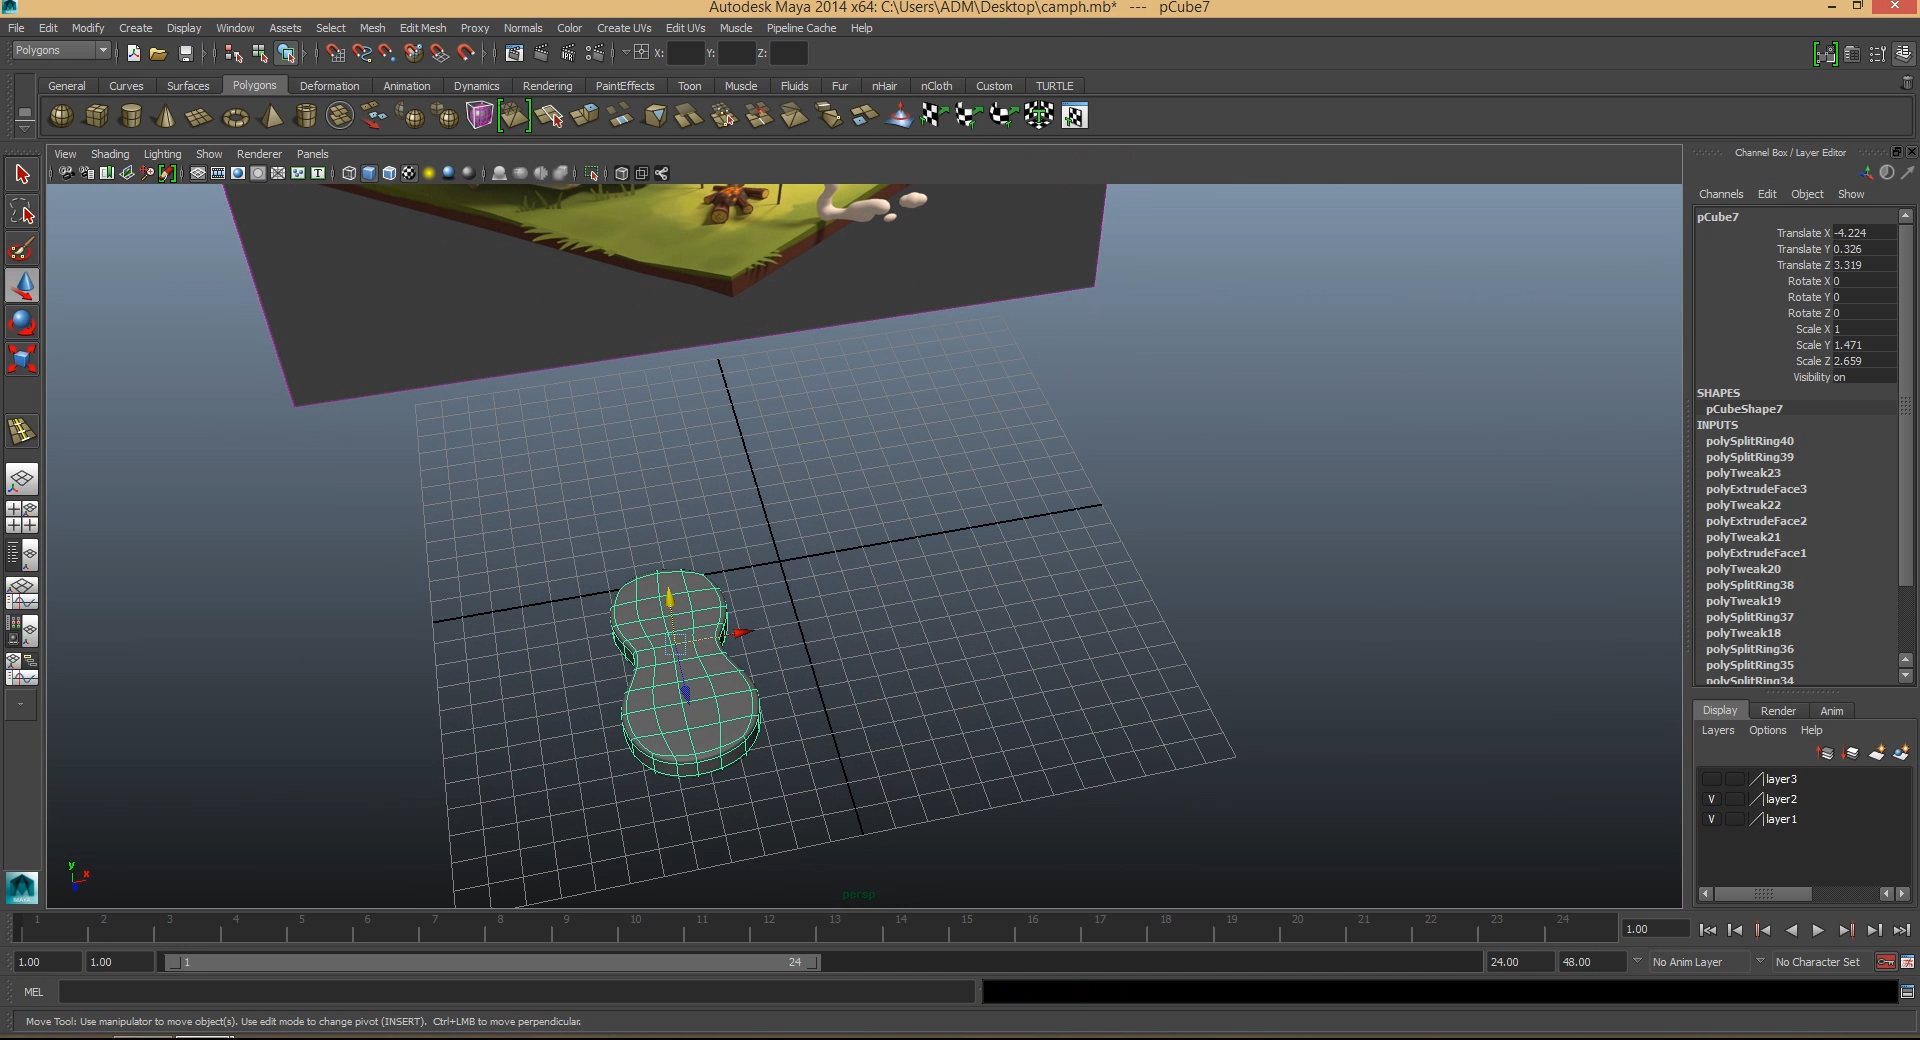 Autodesk Maya 2014 x64: C:\Users\ADM\Desktop\camph.mb* --- pCube7
File Edit Modify Create Display Window Assets Select Mesh Edit Mesh Proxy Normals Color Create UVs Edit UVs Muscle Pipeline Cache Help
Polygons X: Y: Z:
General Curves Surfaces Polygons Deformation Animation Dynamics Rendering PaintEffects Toon Muscle Fluids Fur nHair nCloth Custom TURTLE
View Shading Lighting Show Renderer Panels
Channel Box / Layer Editor
Channels Edit Object Show
pCube7
Translate X -4.224
Translate Y 0.326
Translate Z 3.319
Rotate X 0
Rotate Y 0
Rotate Z 0
Scale X 1
Scale Y 1.471
Scale Z 2.659
Visibility on
SHAPES
pCubeShape7
INPUTS
polySplitRing40
polySplitRing39
polyTweak23
polyExtrudeFace3
polyTweak22
polyExtrudeFace2
polyTweak21
polyExtrudeFace1
polyTweak20
polySplitRing38
polyTweak19
polySplitRing37
polyTweak18
polySplitRing36
polySplitRing35
polySplitRing34
Display Render Anim
Layers Options Help
layer3
V layer2
V layer1
y x
persp
1 2 3 4 5 6 7 8 9 10 11 12 13 14 15 16 17 18 19 20 21 22 23 24 1.00
1.00 1.00 1 24 24.00 48.00 No Anim Layer No Character Set
MEL
Move Tool: Use manipulator to move object(s). Use edit mode to change pivot (INSERT). Ctrl+LMB to move perpendicular.